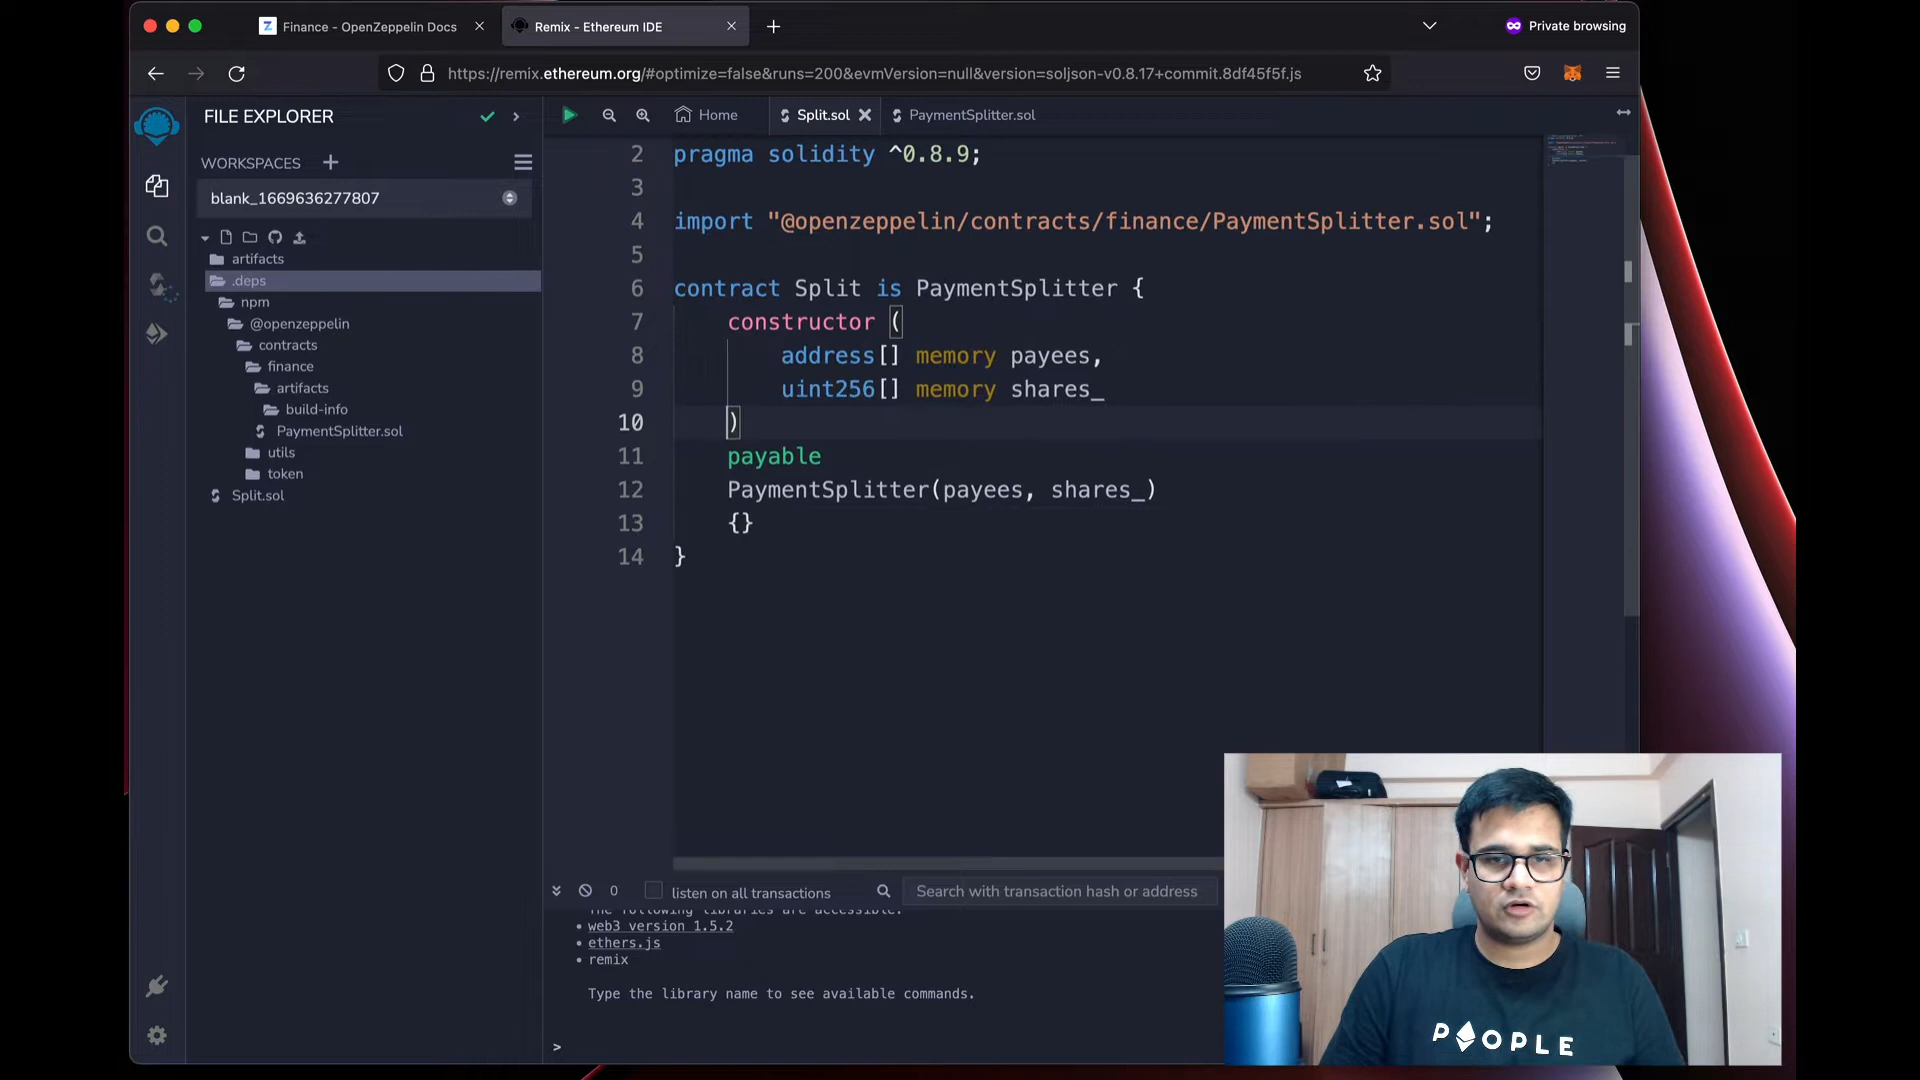 Finance - OpenZeppelin Docs
Remix - Ethereum IDE
Private browsing
https://remix.ethereum.org/#optimize=false&runs=200&evmVersion=null&version=soljson-v0.8.17+commit.8df45f5f.js
FILE EXPLORER
WORKSPACES
blank_1669636277807
artifacts
.deps
npm
@openzeppelin
contracts
finance
artifacts
build-info
PaymentSplitter.sol
utils
token
Split.sol
Home
Split.sol
PaymentSplitter.sol
2 pragma solidity ^0.8.9;
3
4 import "@openzeppelin/contracts/finance/PaymentSplitter.sol";
5
6 contract Split is PaymentSplitter {
7 constructor (
8 address[] memory payees,
9 uint256[] memory shares_
10 )
11 payable
12 PaymentSplitter(payees, shares_)
13 {}
14 }
0
listen on all transactions
Search with transaction hash or address
The following libraries are accessible:
• web3 version 1.5.2
• ethers.js
• remix
Type the library name to see available commands.
>
PEOPLE